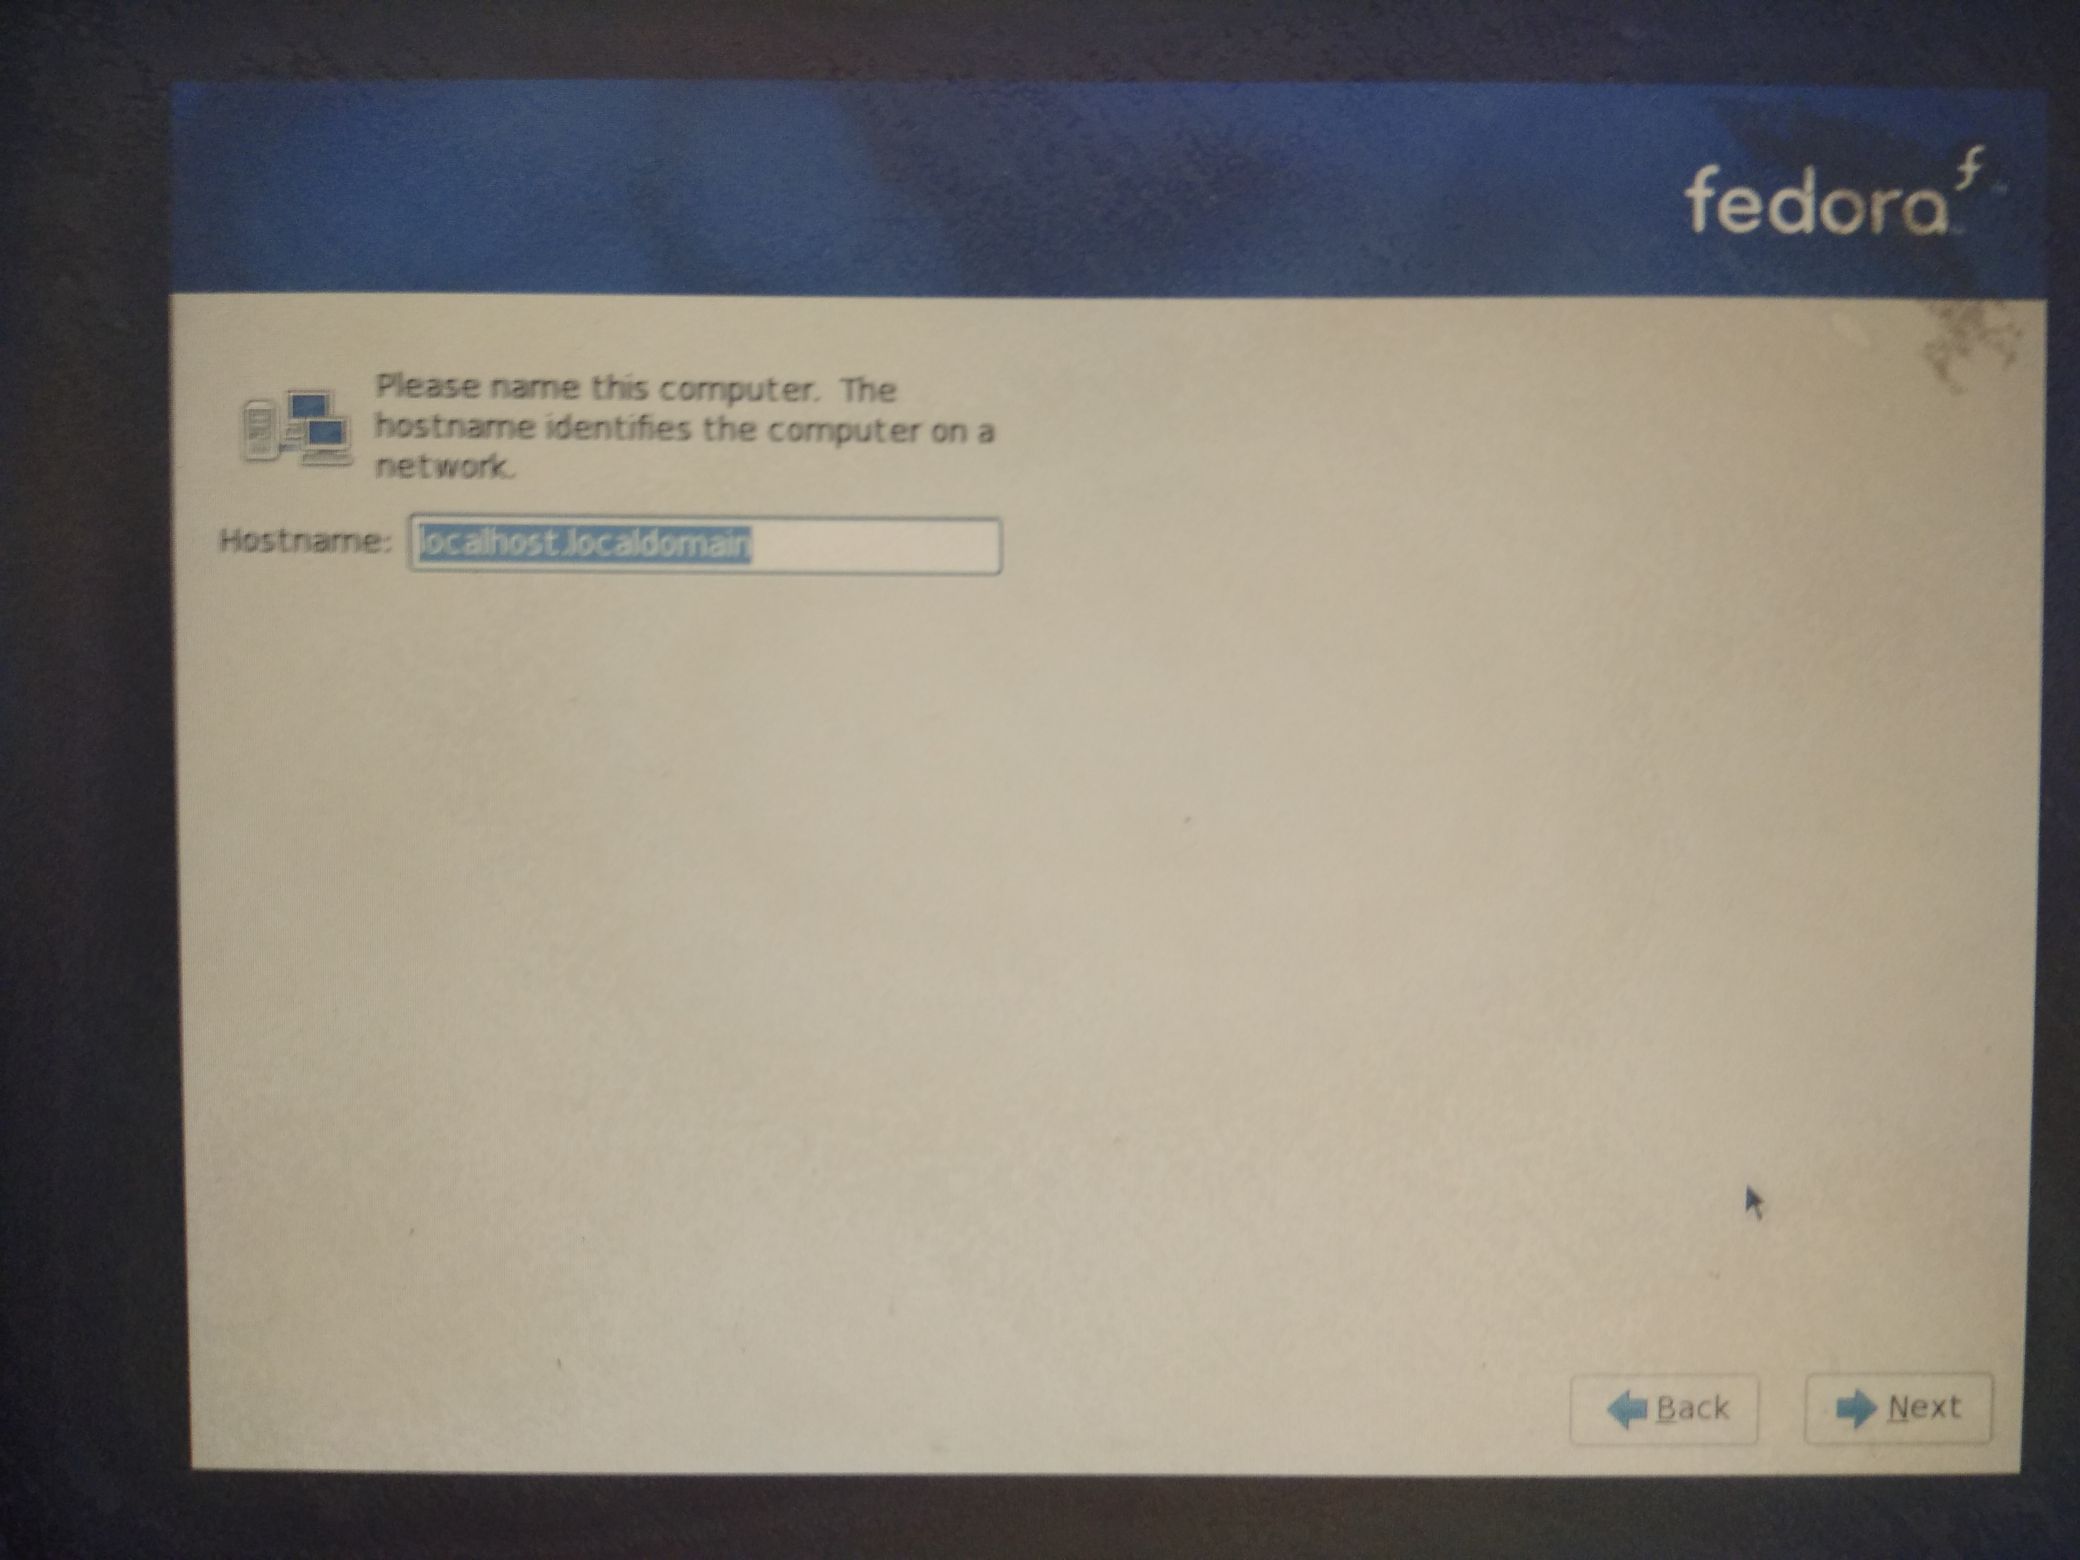 fedora
Please name this computer. The
hostname identifies the computer on a
network.
Hostname: localhost.localdomain
Back Next